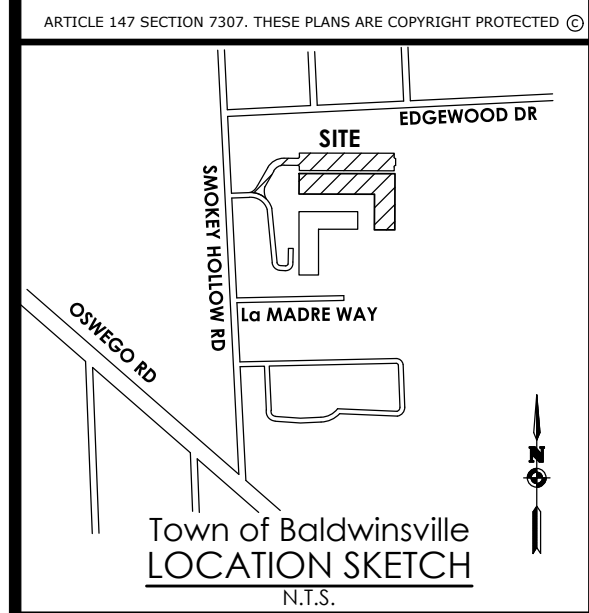 ARTICLE 147 SECTION 7307. THESE PLANS ARE COPYRIGHT PROTECTED ©
EDGEWOOD DR
SITE
SMOKEY HOLLOW RD
La MADRE WAY
OSWEGO RD
N
Town of Baldwinsville
LOCATION SKETCH
N.T.S.